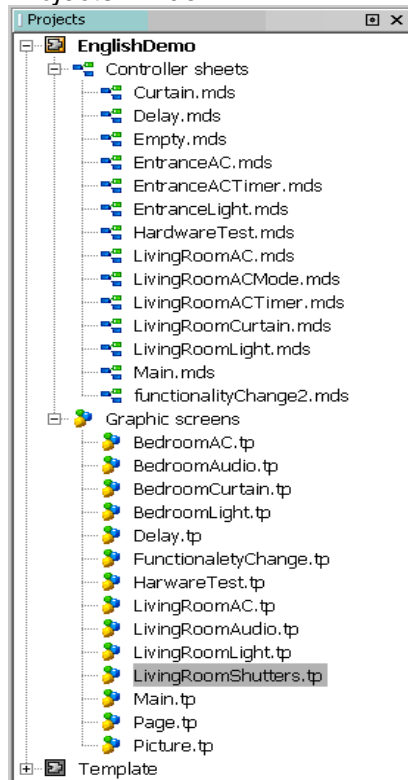 Projects
EnglishDemo
Controller sheets
Curtain.mds
Delay.mds
Empty.mds
EntranceAC.mds
EntranceACTimer.mds
EntranceLight.mds
HardwareTest.mds
LivingRoomAC.mds
LivingRoomACMode.mds
LivingRoomACTimer.mds
LivingRoomCurtain.mds
LivingRoomLight.mds
Main.mds
functionalityChange2.mds
Graphic screens
BedroomAC.tp
BedroomAudio.tp
BedroomCurtain.tp
BedroomLight.tp
Delay.tp
FunctionaletyChange.tp
HarwareTest.tp
LivingRoomAC.tp
LivingRoomAudio.tp
LivingRoomLight.tp
LivingRoomShutters.tp
Main.tp
Page.tp
Picture.tp
Template